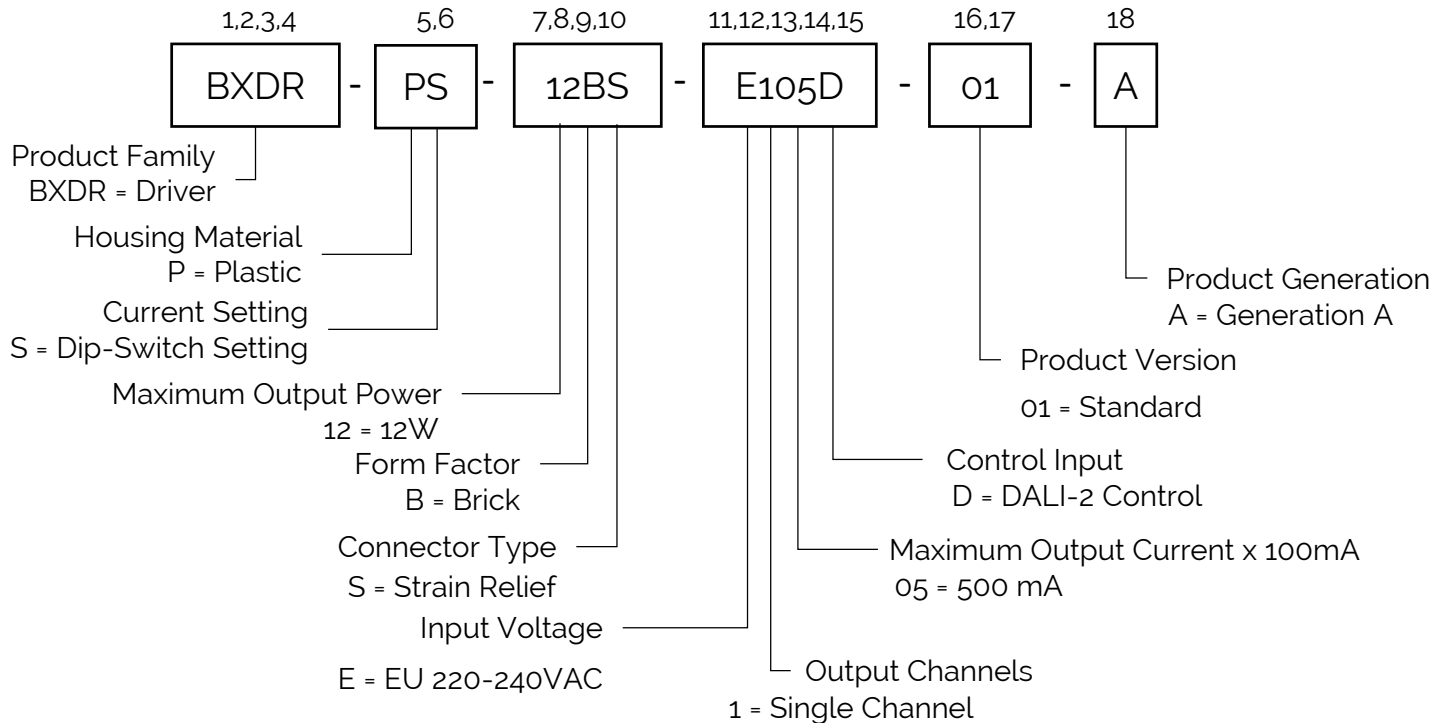 1,2,3,4 5,6 7,8,9,10 11,12,13,14,15 16,17 18
BXDR - PS - 12BS - E105D - 01 - A
Product Family
BXDR = Driver
Housing Material
P = Plastic
Current Setting
S = Dip-Switch Setting
Maximum Output Power
12 = 12W
Form Factor
B = Brick
Connector Type
S = Strain Relief
Input Voltage
E = EU 220-240VAC
Output Channels
1 = Single Channel
Maximum Output Current x 100mA
05 = 500 mA
Control Input
D = DALI-2 Control
Product Version
01 = Standard
Product Generation
A = Generation A